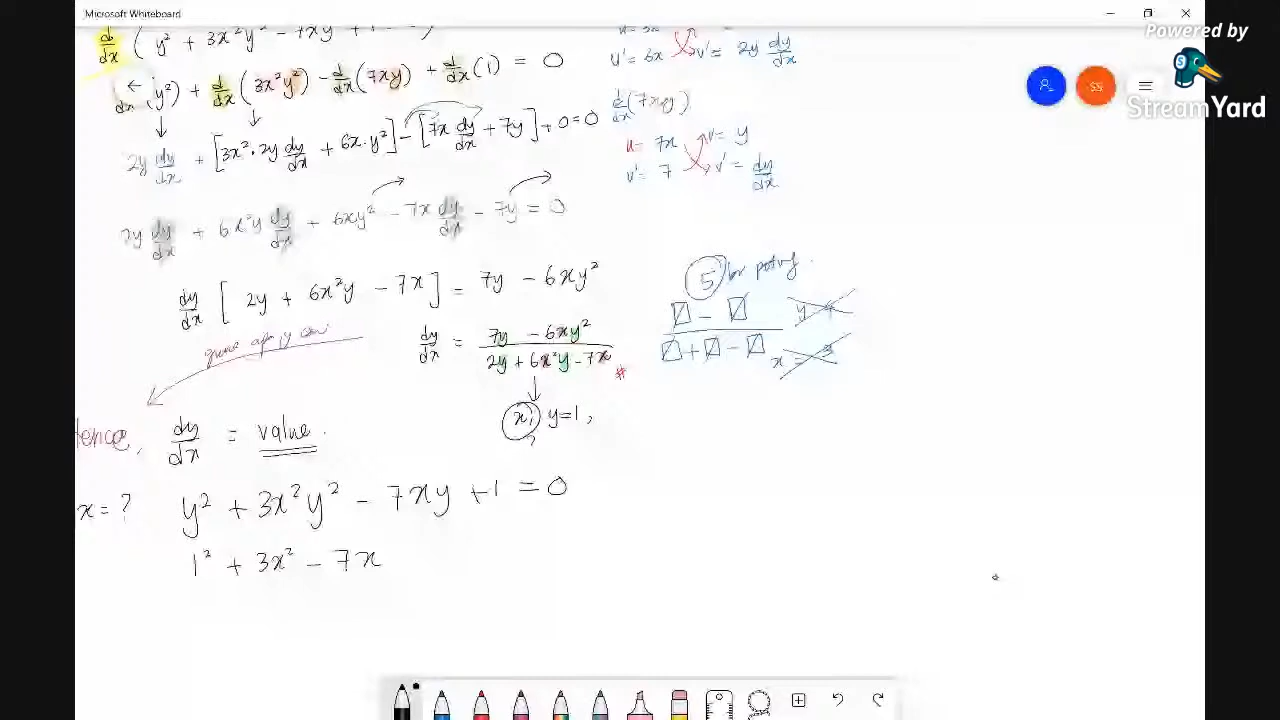 Microsoft Whiteboard
Powered by
StreamYard
d/dx (y² + 3x²y² - 7xy + 1
d/dx (y²) + d/dx (3x²y²) - d/dx (7xy) + d/dx (1) = 0
2y dy/dx + [3x² · 2y dy/dx + 6x · y²] - [7x dy/dx + 7y] + 0 = 0
2y dy/dx + 6x²y dy/dx + 6xy² - 7x dy/dx - 7y = 0
dy/dx [2y + 6x²y - 7x] = 7y - 6xy²
dy/dx = (7y - 6xy²)/(2y + 6x²y - 7x) *
x, y=1,
?
Hence, dy/dx = value.
x = ? y² + 3x²y² - 7xy + 1 = 0
1² + 3x² - 7x
u' = 6x v' = 2y dy/dx
d/dx (7xy)
u = 7x v = y
u' = 7 v' = dy/dx
5
□ - □
□ + □ - □
x =
SS